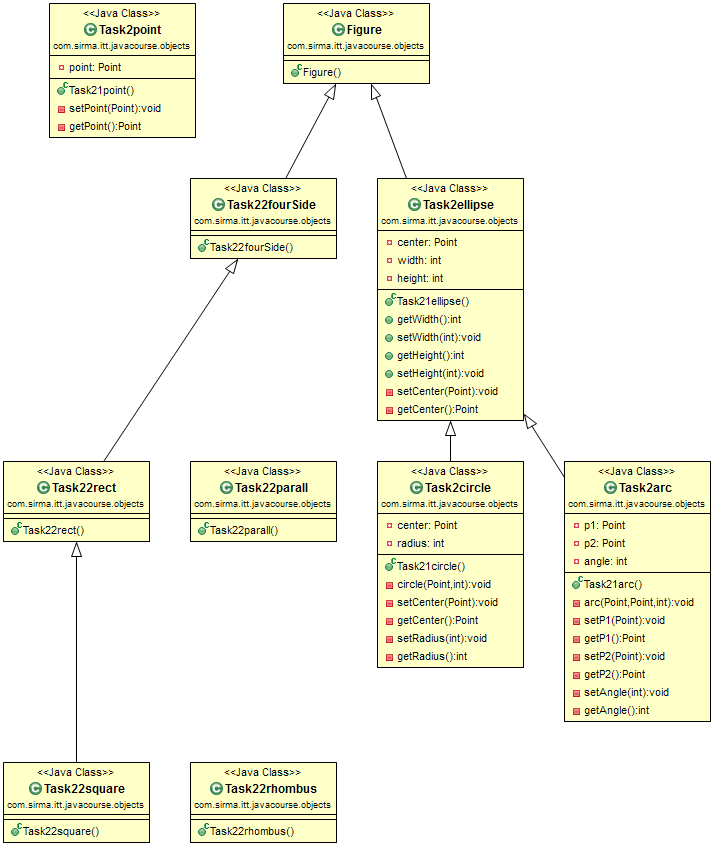 <<Java Class>>
Task2point
com.sirma.itt.javacourse.objects
point: Point
Task21point()
setPoint(Point):void
getPoint():Point
<<Java Class>>
Figure
com.sirma.itt.javacourse.objects
Figure()
<<Java Class>>
Task22fourSide
com.sirma.itt.javacourse.objects
Task22fourSide()
<<Java Class>>
Task2ellipse
com.sirma.itt.javacourse.objects
center: Point
width: int
height: int
Task21ellipse()
getWidth():int
setWidth(int):void
getHeight():int
setHeight(int):void
setCenter(Point):void
getCenter():Point
<<Java Class>>
Task22rect
com.sirma.itt.javacourse.objects
Task22rect()
<<Java Class>>
Task22parall
com.sirma.itt.javacourse.objects
Task22parall()
<<Java Class>>
Task2circle
com.sirma.itt.javacourse.objects
center: Point
radius: int
Task21circle()
circle(Point,int):void
setCenter(Point):void
getCenter():Point
setRadius(int):void
getRadius():int
<<Java Class>>
Task2arc
com.sirma.itt.javacourse.objects
p1: Point
p2: Point
angle: int
Task21arc()
arc(Point,Point,int):void
setP1(Point):void
getP1():Point
setP2(Point):void
getP2():Point
setAngle(int):void
getAngle():int
<<Java Class>>
Task22square
com.sirma.itt.javacourse.objects
Task22square()
<<Java Class>>
Task22rhombus
com.sirma.itt.javacourse.objects
Task22rhombus()